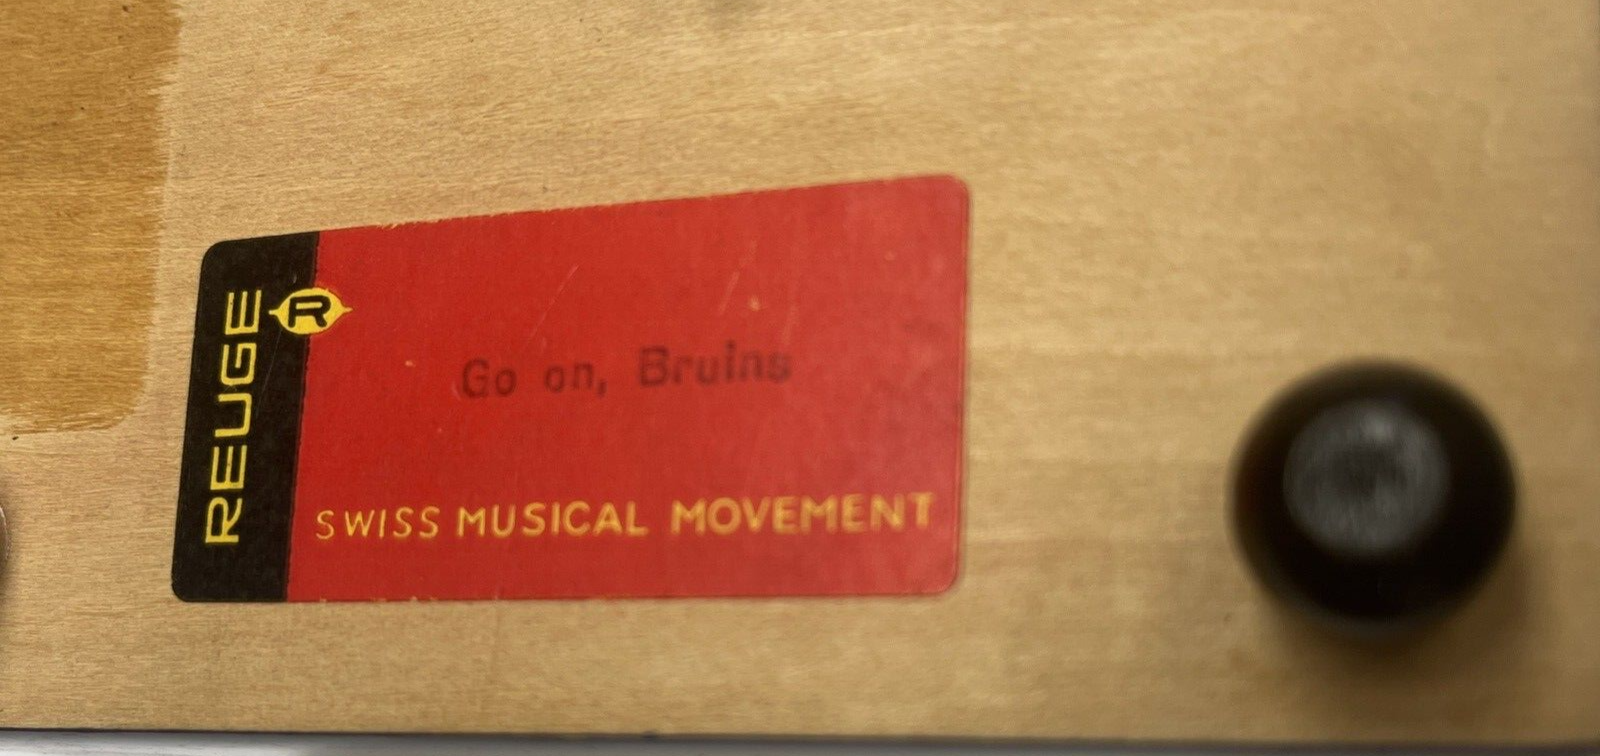 REUGE
R
Go on, Bruins
SWISS MUSICAL MOVEMENT